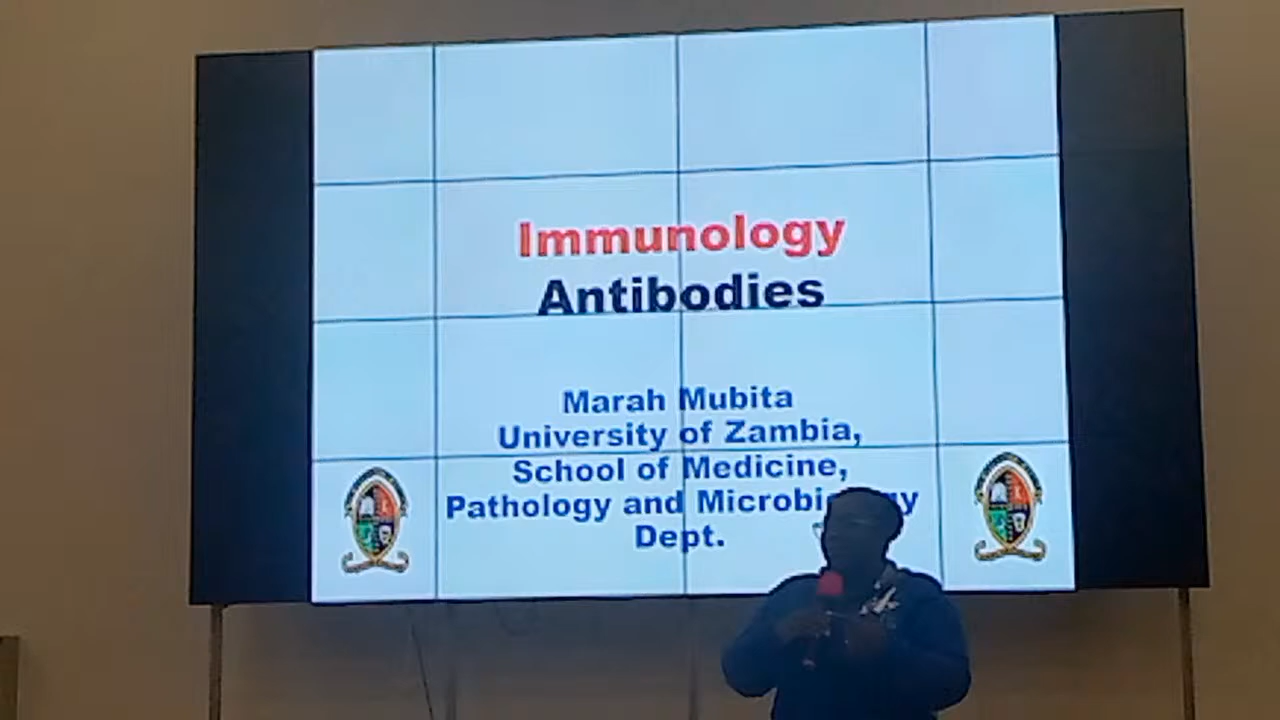 Immunology
Antibodies
Marah Mubita
University of Zambia,
School of Medicine,
Pathology and
Dept.